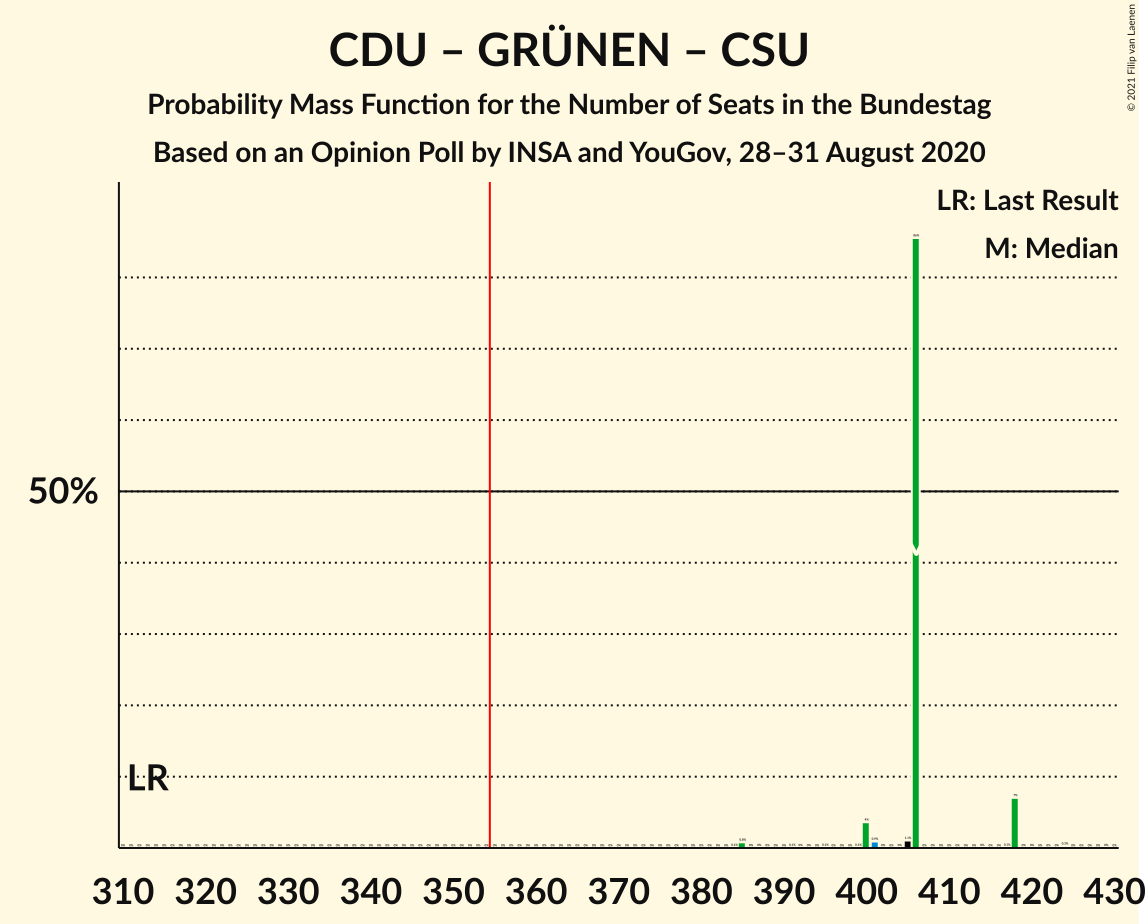 CDU – GRÜNEN – CSU
Probability Mass Function for the Number of Seats in the Bundestag
Based on an Opinion Poll by INSA and YouGov, 28–31 August 2020
© 2021 Filip van Laenen
LR: Last Result
M: Median
50%
LR
310 320 330 340 350 360 370 380 390 400 410 420 430